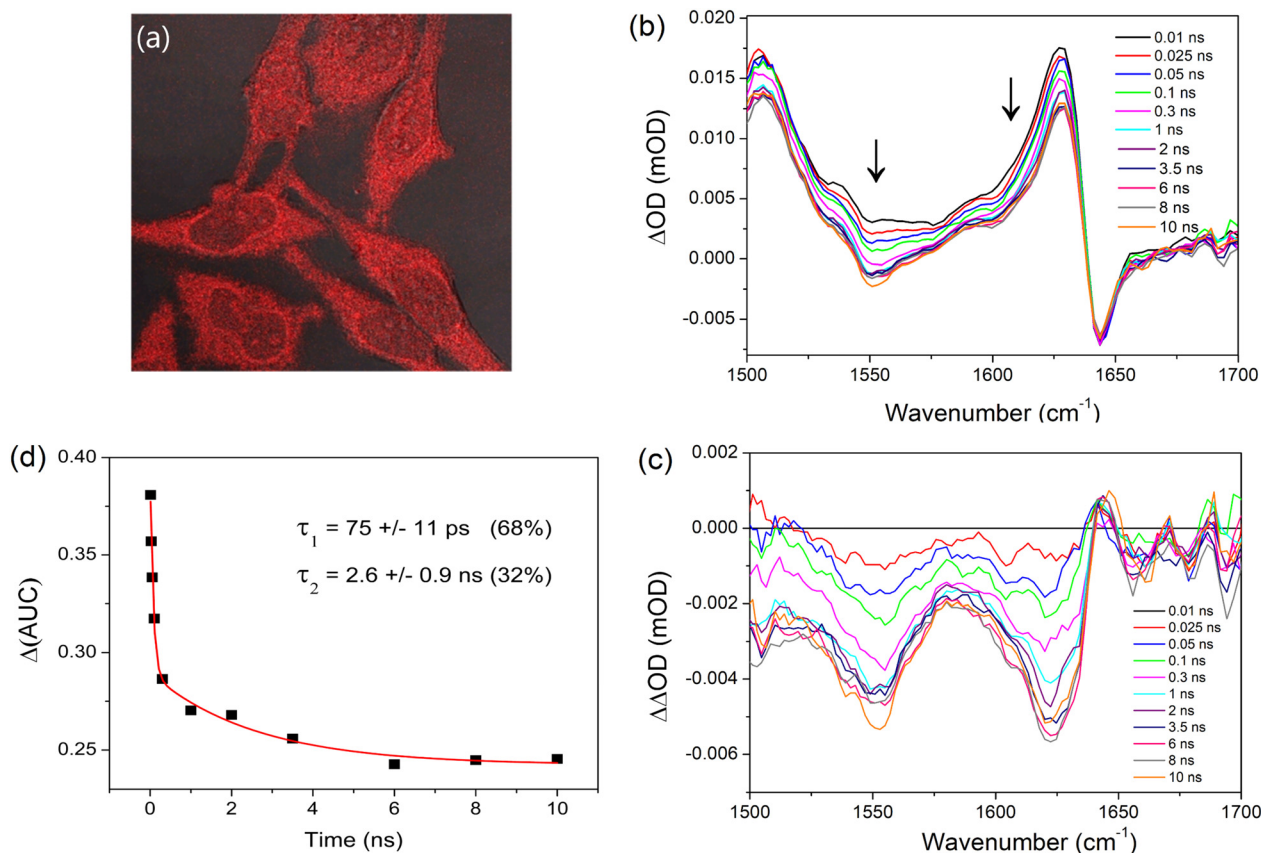 (a)
(b)
ΔOD (mOD)
0.020
0.015
0.010
0.005
0.000
-0.005
1500
1550
1600
1650
1700
Wavenumber (cm⁻¹)
0.01 ns
0.025 ns
0.05 ns
0.1 ns
0.3 ns
1 ns
2 ns
3.5 ns
6 ns
8 ns
10 ns
(d)
Δ(AUC)
0.40
0.35
0.30
0.25
τ₁ = 75 +/- 11 ps (68%)
τ₂ = 2.6 +/- 0.9 ns (32%)
0
2
4
6
8
10
Time (ns)
(c)
ΔΔOD (mOD)
0.002
0.000
-0.002
-0.004
-0.006
0.01 ns
0.025 ns
0.05 ns
0.1 ns
0.3 ns
1 ns
2 ns
3.5 ns
6 ns
8 ns
10 ns
1500
1550
1600
1650
1700
Wavenumber (cm⁻¹)